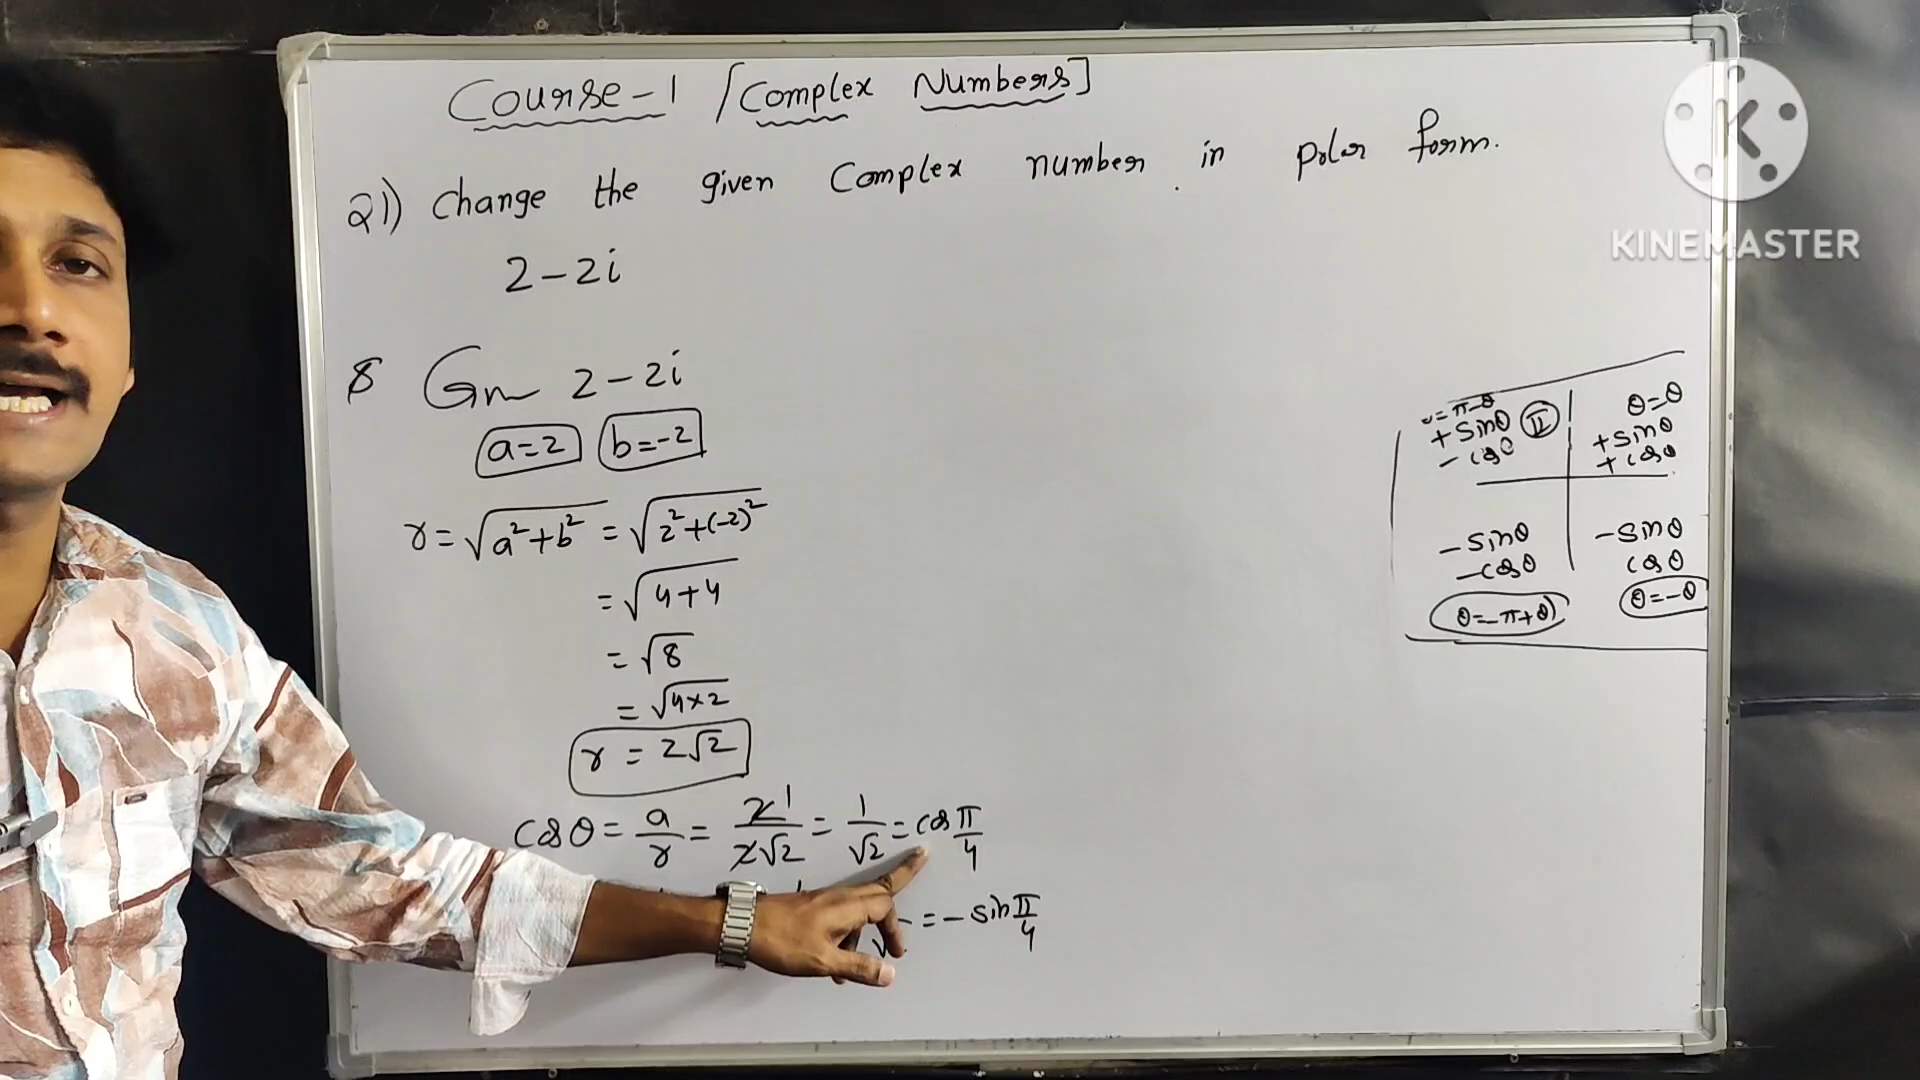 Course-1 [Complex Numbers]
21) Change the given Complex number in polar form.
2-2i
Gn 2-2i
a=2 b=-2
r=√(a²+b²) = √(2²+(-2)²)
=√(4+4)
=√8
=√(4×2)
r = 2√2
cosθ = a/r = 2/(2√2) 1 = 1/√2 = cos π/4
= - sin π/4
=π-θ
+sinθ II
-cosθ
θ=θ
+sinθ
+cosθ
-sinθ
-cosθ
θ=-π+θ
-sinθ
cosθ
θ=-θ
KINEMASTER